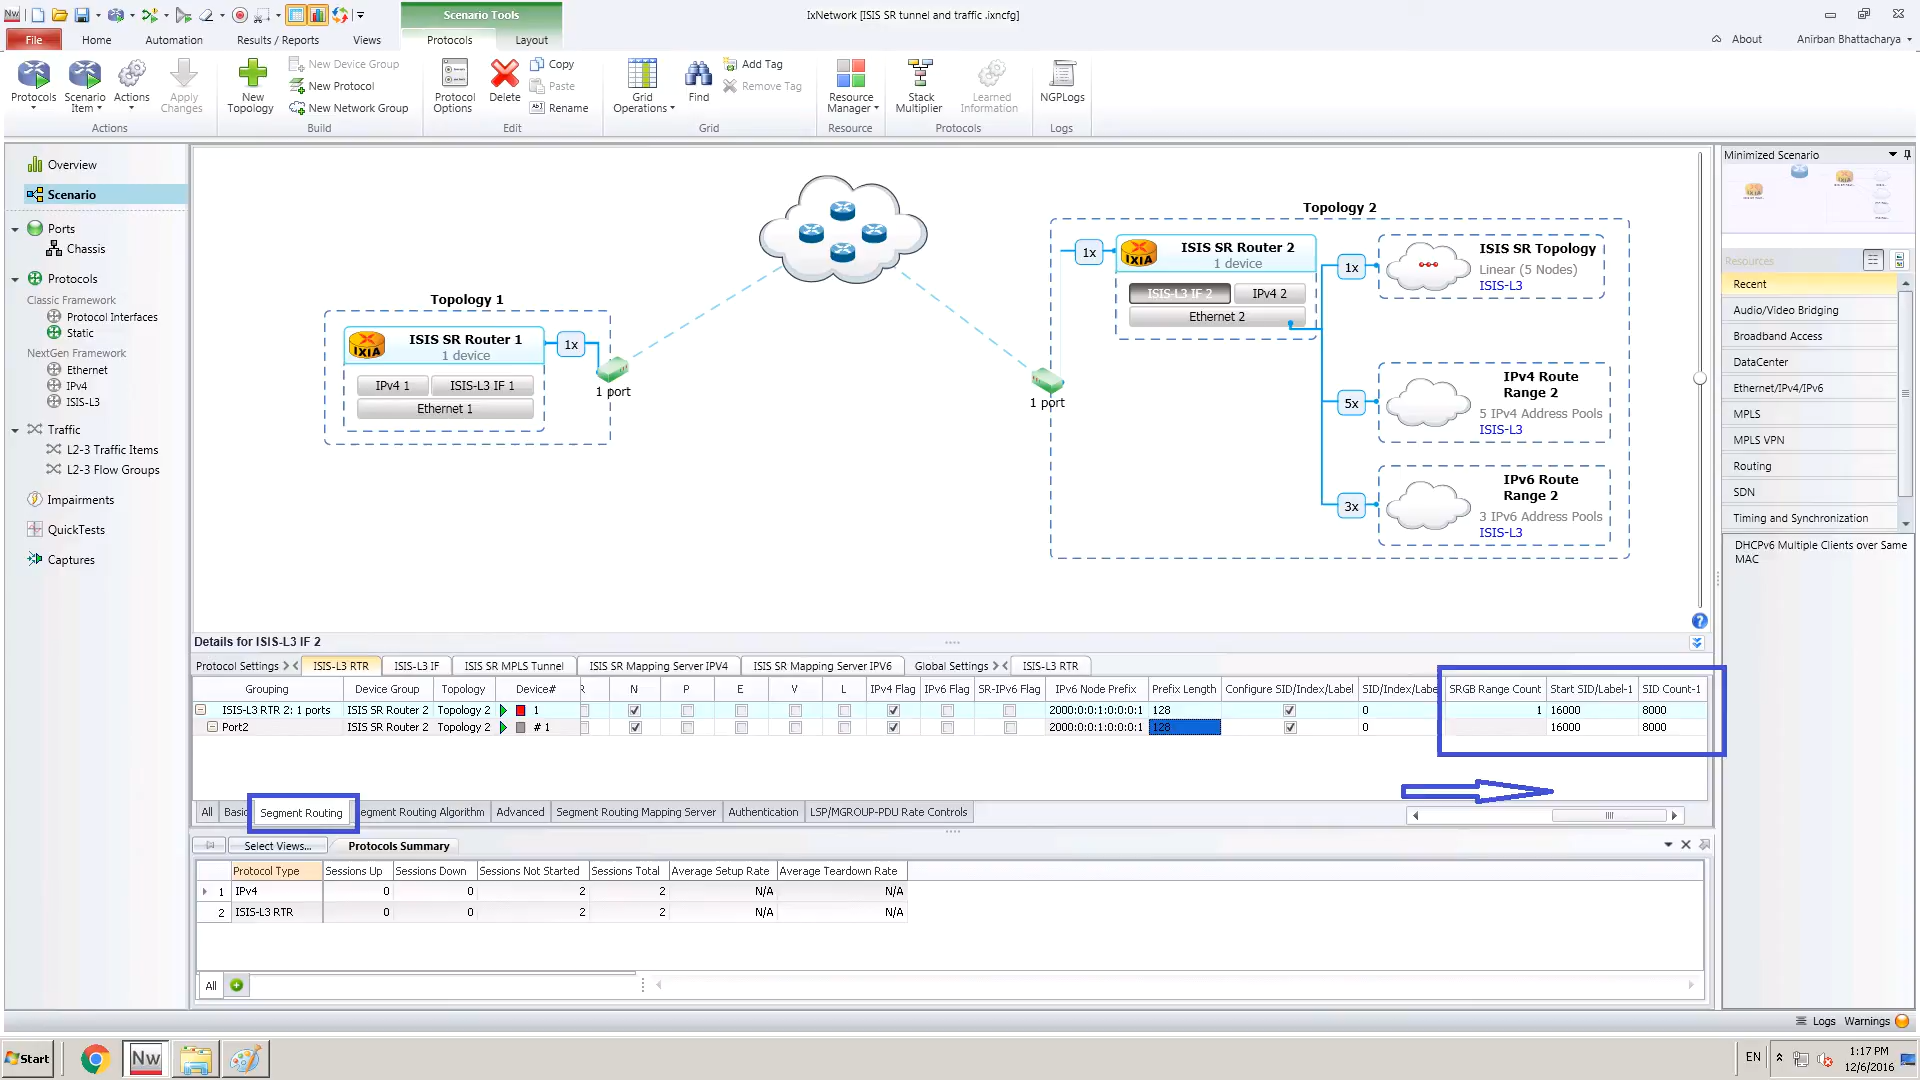 IxNetwork [ISIS SR tunnel and traffic .ixncfg]
Scenario Tools
File Home Automation Results / Reports Views Protocols Layout
About Anirban Bhattacharya
Protocols
Scenario Item
Actions
Apply Changes
Actions
New Topology
New Device Group
New Protocol
New Network Group
Build
Protocol Options
Delete
Copy
Paste
Rename
Edit
Grid Operations
Find
Add Tag
Remove Tag
Grid
Resource Manager
Resource
Stack Multiplier
Learned Information
Protocols
NGPLogs
Logs
Overview
Scenario
Ports
Chassis
Protocols
Classic Framework
Protocol Interfaces
Static
NextGen Framework
Ethernet
IPv4
ISIS-L3
Traffic
L2-3 Traffic Items
L2-3 Flow Groups
Impairments
QuickTests
Captures
Topology 1
IXIA
ISIS SR Router 1
1 device
1x
IPv4 1
ISIS-L3 IF 1
Ethernet 1
1 port
1 port
Topology 2
1x
IXIA
ISIS SR Router 2
1 device
ISIS-L3 IF 2
IPv4 2
Ethernet 2
1x
ISIS SR Topology
Linear (5 Nodes)
ISIS-L3
5x
IPv4 Route
Range 2
5 IPv4 Address Pools
ISIS-L3
3x
IPv6 Route
Range 2
3 IPv6 Address Pools
ISIS-L3
Minimized Scenario
Resources
Recent
Audio/Video Bridging
Broadband Access
DataCenter
Ethernet/IPv4/IPv6
MPLS
MPLS VPN
Routing
SDN
Timing and Synchronization
DHCPv6 Multiple Clients over Same
MAC
Details for ISIS-L3 IF 2
Protocol Settings ISIS-L3 RTR ISIS-L3 IF ISIS SR MPLS Tunnel ISIS SR Mapping Server IPV4 ISIS SR Mapping Server IPV6 Global Settings ISIS-L3 RTR
Grouping Device Group Topology Device# R N P E V L IPv4 Flag IPv6 Flag SR-IPv6 Flag IPv6 Node Prefix Prefix Length Configure SID/Index/Label SID/Index/Labe SRGB Range Count Start SID/Label-1 SID Count-1
ISIS-L3 RTR 2: 1 ports ISIS SR Router 2 Topology 2 1 2000:0:0:1:0:0:0:1 128 0 1 16000 8000
Port2 ISIS SR Router 2 Topology 2 # 1 2000:0:0:1:0:0:0:1 128 0 16000 8000
All Basic Segment Routing egment Routing Algorithm Advanced Segment Routing Mapping Server Authentication LSP/MGROUP-PDU Rate Controls
Select Views... Protocols Summary
Protocol Type Sessions Up Sessions Down Sessions Not Started Sessions Total Average Setup Rate Average Teardown Rate
1 IPv4 0 0 2 2 N/A N/A
2 ISIS-L3 RTR 0 0 2 2 N/A N/A
All
Logs Warnings
Start Nw EN 1:17 PM
12/6/2016